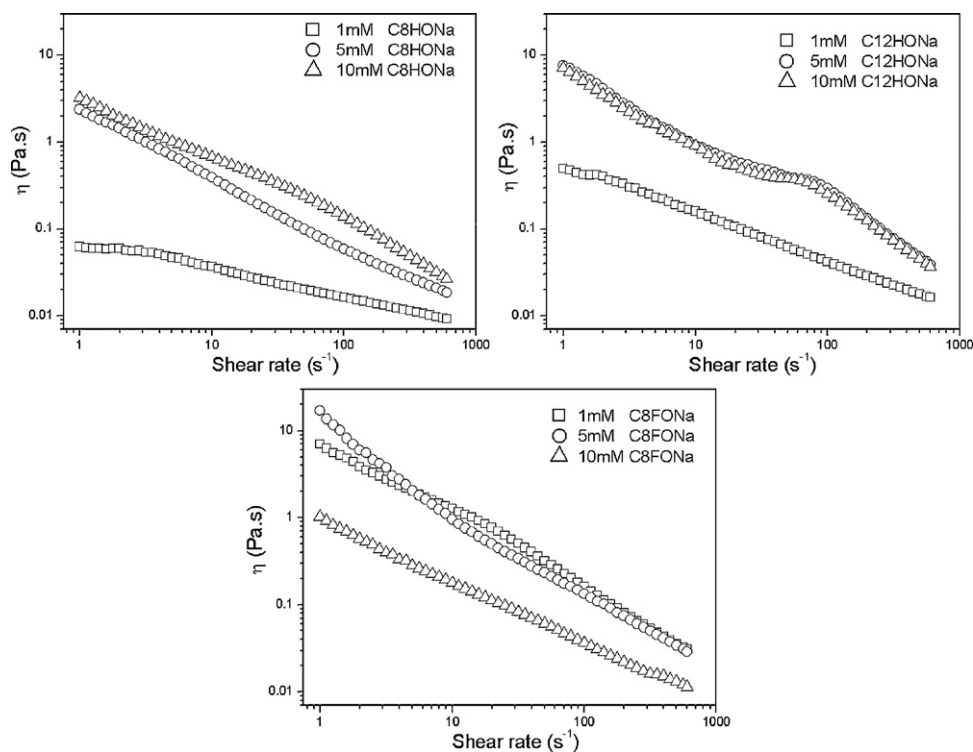 1mM C8HONa
5mM C8HONa
10mM C8HONa
10
1
0.1
0.01
η (Pa.s)
1 10 100 1000
Shear rate (s⁻¹)
1mM C12HONa
5mM C12HONa
10mM C12HONa
10
1
0.1
0.01
η (Pa.s)
1 10 100 1000
Shear rate (s⁻¹)
1mM C8FONa
5mM C8FONa
10mM C8FONa
10
1
0.1
0.01
η (Pa.s)
1 10 100 1000
Shear rate (s⁻¹)